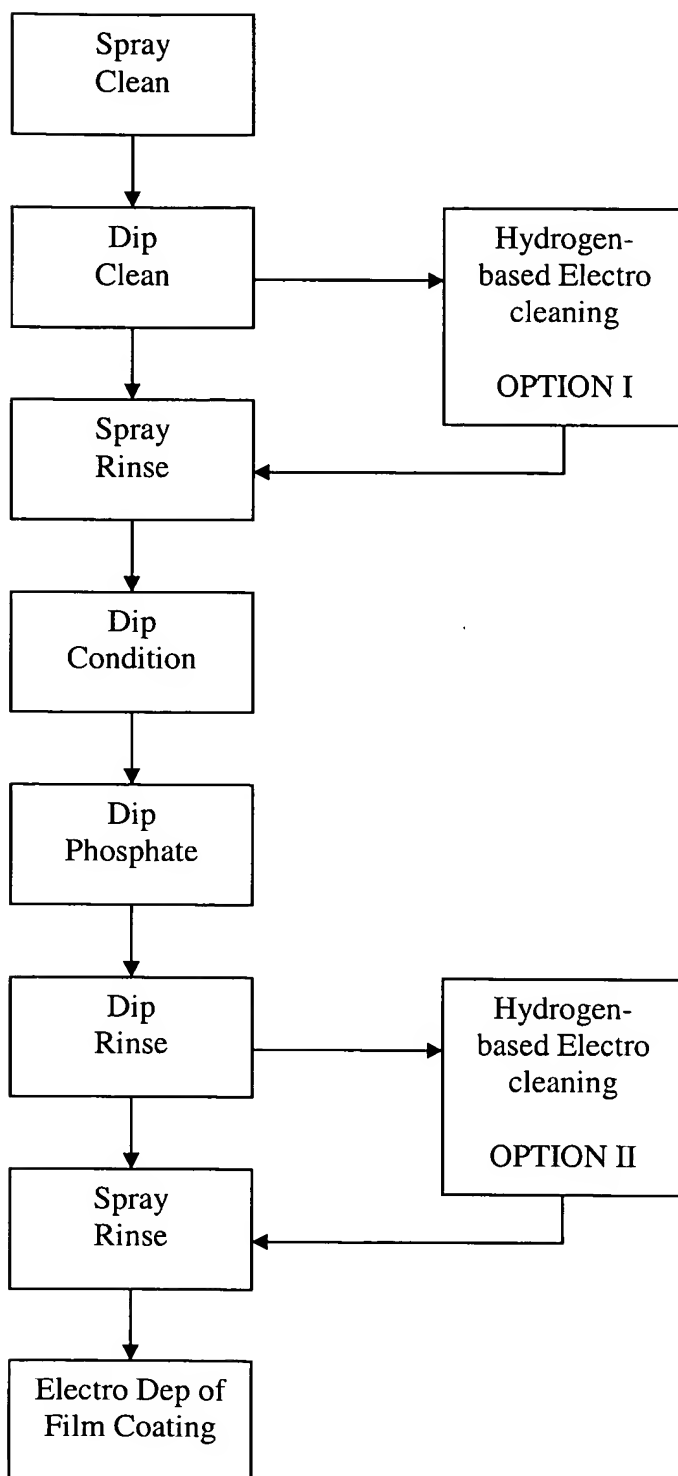 Spray
Clean
Dip
Clean
Hydrogen-
based Electro
cleaning
OPTION I
Spray
Rinse
Dip
Condition
Dip
Phosphate
Dip
Rinse
Hydrogen-
based Electro
cleaning
OPTION II
Spray
Rinse
Electro Dep of
Film Coating